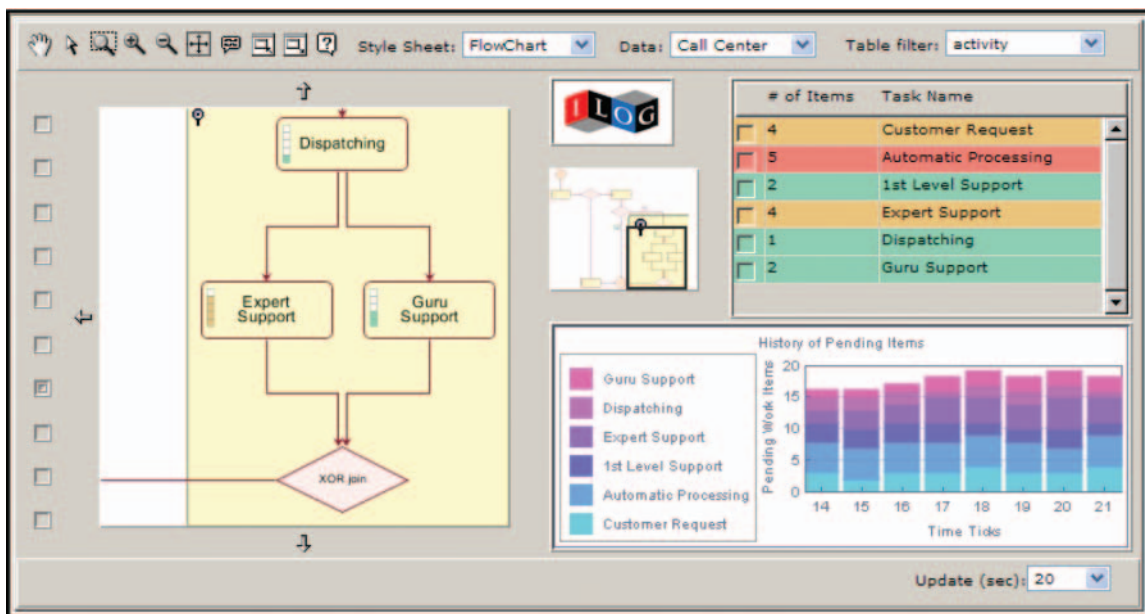 Style Sheet: FlowChart Data: Call Center Table filter: activity
Dispatching
Expert
Support
Guru
Support
XOR join
ILOG
# of Items Task Name
4 Customer Request
5 Automatic Processing
2 1st Level Support
4 Expert Support
1 Dispatching
2 Guru Support
History of Pending Items
Guru Support
Dispatching
Expert Support
1st Level Support
Automatic Processing
Customer Request
Pending Work Items
20
15
10
5
0
14 15 16 17 18 19 20 21
Time Ticks
Update (sec): 20